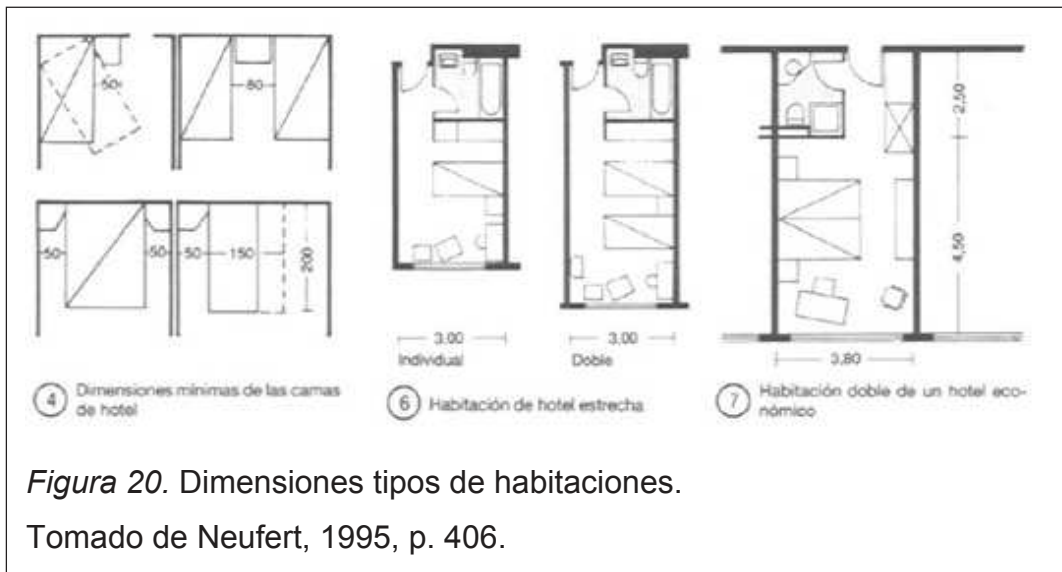 50
80
50
50
50
150
200
3,00
Individual
3,00
Doble
2,50
4,50
3,80
4 Dimensiones mínimas de las camas
de hotel
6 Habitación de hotel estrecha
7 Habitación doble de un hotel eco-
nómico
Figura 20. Dimensiones tipos de habitaciones.
Tomado de Neufert, 1995, p. 406.